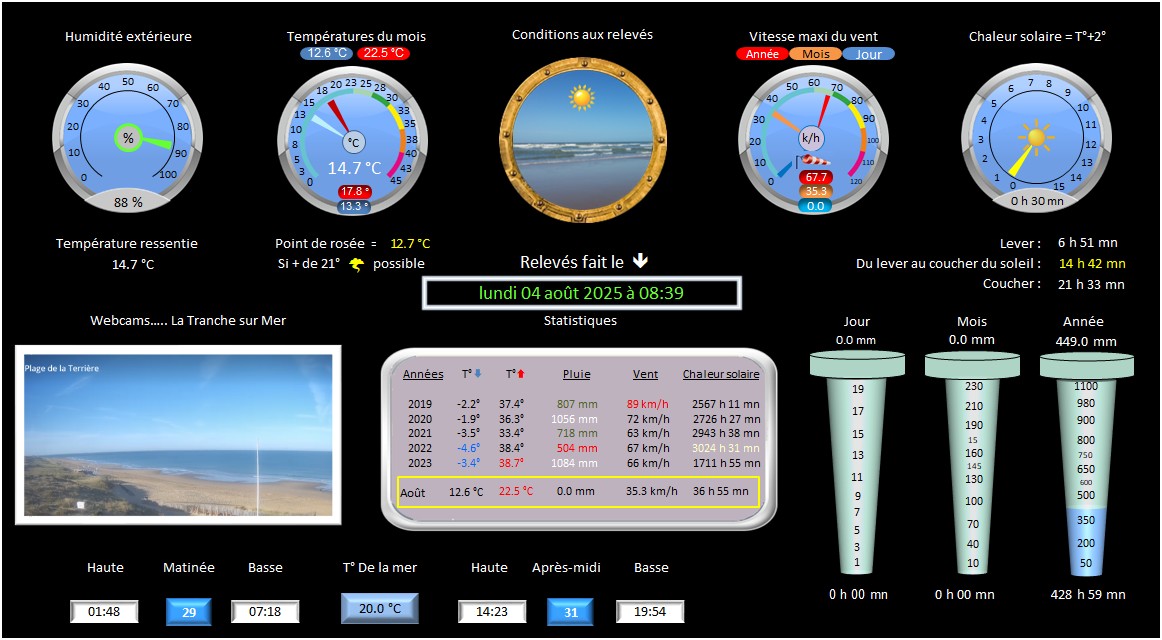 Humidité extérieure
Températures du mois
Conditions aux relevés
Vitesse maxi du vent
Chaleur solaire = T°+2°
12.6 °C 22.5 °C
Année Mois Jour
0 10 20 30 40 50 60 70 80 90 100
%
88 %
0 3 5 8 10 13 15 18 20 23 25 28 30 33 35 38 40 43 45
°C
14.7 °C
17.8 °
13.3 °
0 10 20 30 40 50 60 70 80 90 100 110 120
k/h
67.7
35.3
0.0
0 1 2 3 4 5 6 7 8 9 10 11 12 13 14 15
0 h 30 mn
Température ressentie
14.7 °C
Point de rosée = 12.7 °C
Si + de 21° possible
Relevés fait le
lundi 04 août 2025 à 08:39
Lever : 6 h 51 mn
Du lever au coucher du soleil : 14 h 42 mn
Coucher : 21 h 33 mn
Webcams..... La Tranche sur Mer
Plage de la Terrière
Statistiques
Années T° T° Pluie Vent Chaleur solaire
2019 -2.2° 37.4° 807 mm 89 km/h 2567 h 11 mn
2020 -1.9° 36.3° 1056 mm 72 km/h 2726 h 27 mn
2021 -3.5° 33.4° 718 mm 63 km/h 2943 h 38 mn
2022 -4.6° 38.4° 504 mm 67 km/h 3024 h 31 mn
2023 -3.4° 38.7° 1084 mm 66 km/h 1711 h 55 mn
Août 12.6 °C 22.5 °C 0.0 mm 35.3 km/h 36 h 55 mn
Jour
0.0 mm
19
17
15
13
11
9
7
5
3
1
0 h 00 mn
Mois
0.0 mm
230
210
190
15
160
145
130
100
70
40
10
0 h 00 mn
Année
449.0 mm
1100
980
900
800
750
650
600
500
350
200
50
428 h 59 mn
Haute Matinée Basse T° De la mer Haute Après-midi Basse
01:48 29 07:18 20.0 °C 14:23 31 19:54